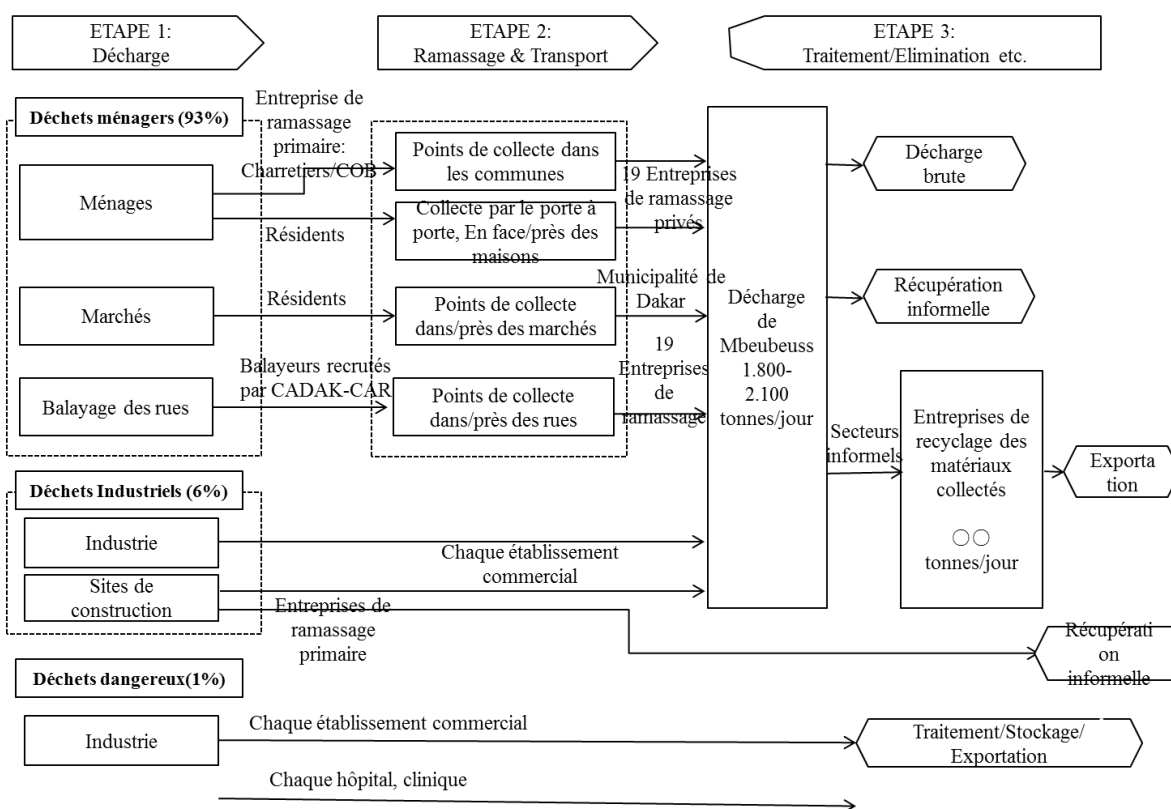 ETAPE 1:
Décharge
ETAPE 2:
Ramassage & Transport
ETAPE 3:
Traitement/Elimination etc.
Déchets ménagers (93%)
Entreprise de
ramassage
primaire:
Charretiers/COB
Ménages
Résidents
Marchés
Résidents
Balayage des rues
Balayeurs recrutés
par CADAK-CAR
Points de collecte dans
les communes
Collecte par le porte à
porte, En face/près des
maisons
Points de collecte
dans/près des marchés
Points de collecte
dans/près des rues
19 Entreprises
de ramassage
privés
Municipalité de
Dakar
19
Entreprises
de
ramassage
Décharge
de
Mbeubeuss
1.800-
2.100
tonnes/jour
Décharge
brute
Récupération
informelle
Secteurs
informels
Entreprises de
recyclage des
matériaux
collectés
○○
tonnes/jour
Exporta
tion
Déchets Industriels (6%)
Industrie
Chaque établissement
commercial
Sites de
construction
Entreprises de
ramassage
primaire
Récupérati
on
informelle
Déchets dangereux(1%)
Industrie
Chaque établissement commercial
Traitement/Stockage/
Exportation
Chaque hôpital, clinique